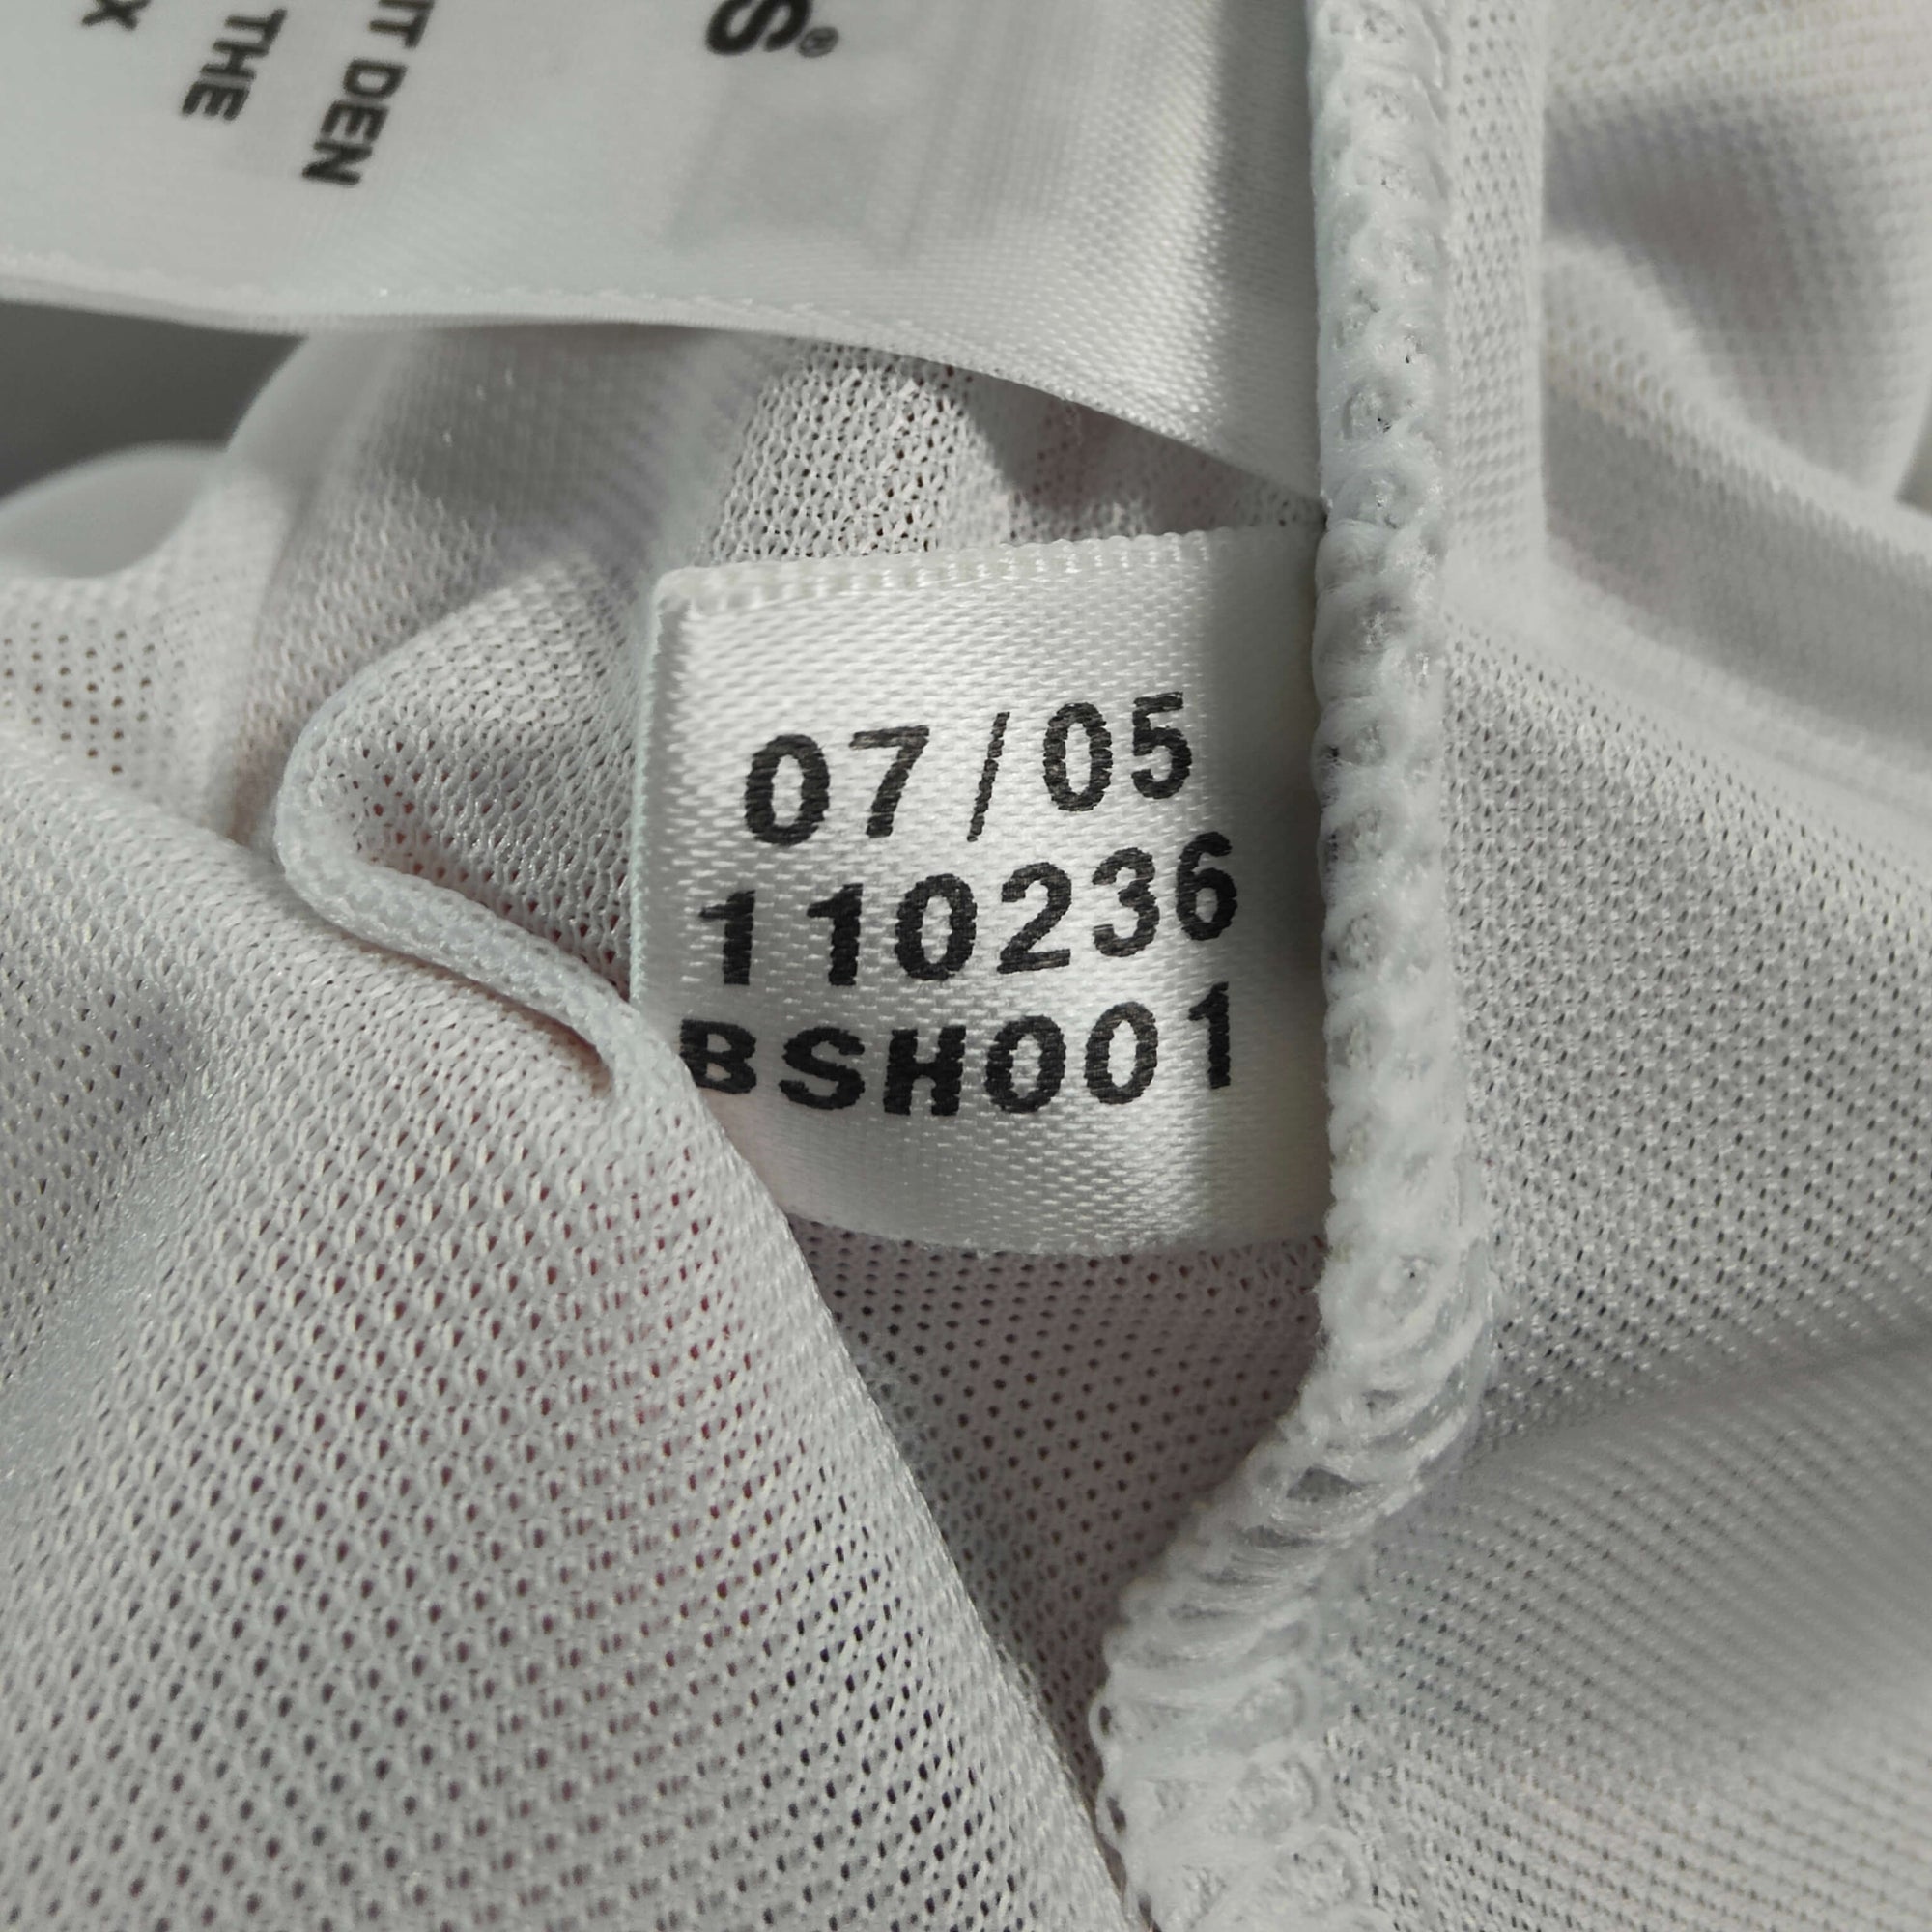 S®
IT DEN
THE
X
07/05
110236
BSH001